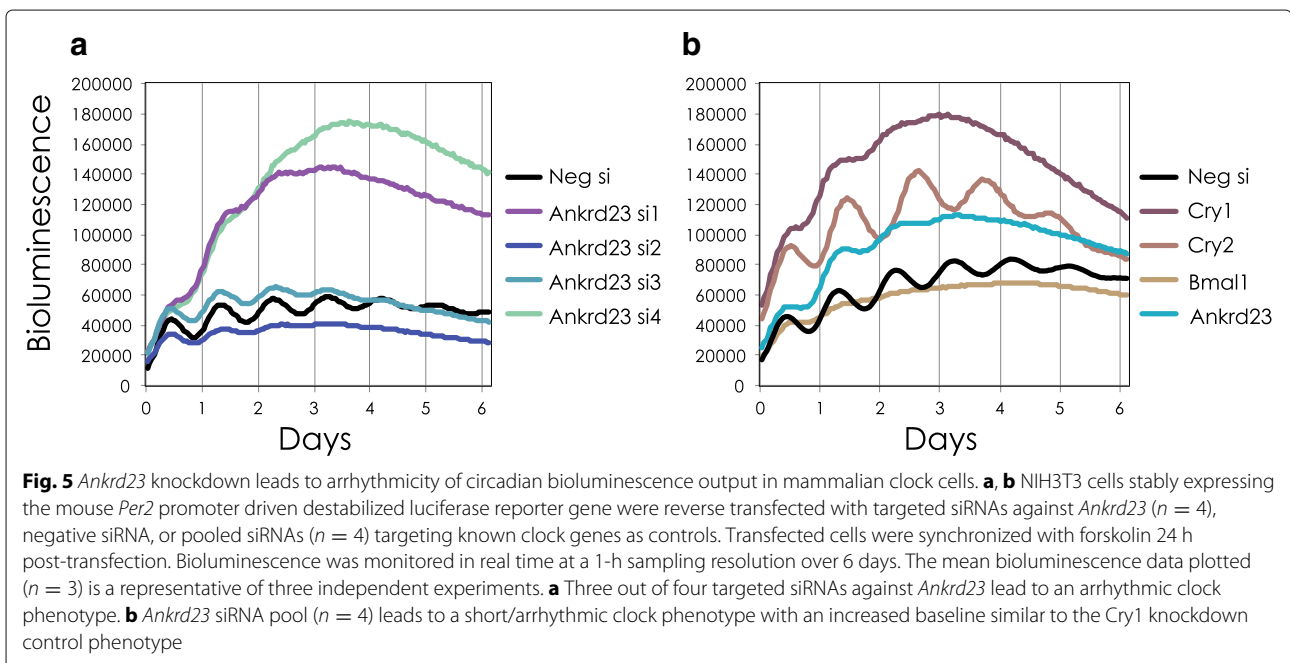 a
Bioluminescence
200000
180000
160000
140000
120000
100000
80000
60000
40000
20000
0
0 1 2 3 4 5 6
Days
Neg si
Ankrd23 si1
Ankrd23 si2
Ankrd23 si3
Ankrd23 si4
b
200000
180000
160000
140000
120000
100000
80000
60000
40000
20000
0
0 1 2 3 4 5 6
Days
Neg si
Cry1
Cry2
Bmal1
Ankrd23
Fig. 5 Ankrd23 knockdown leads to arrhythmicity of circadian bioluminescence output in mammalian clock cells. a, b NIH3T3 cells stably expressing
the mouse Per2 promoter driven destabilized luciferase reporter gene were reverse transfected with targeted siRNAs against Ankrd23 (n = 4),
negative siRNA, or pooled siRNAs (n = 4) targeting known clock genes as controls. Transfected cells were synchronized with forskolin 24 h
post-transfection. Bioluminescence was monitored in real time at a 1-h sampling resolution over 6 days. The mean bioluminescence data plotted
(n = 3) is a representative of three independent experiments. a Three out of four targeted siRNAs against Ankrd23 lead to an arrhythmic clock
phenotype. b Ankrd23 siRNA pool (n = 4) leads to a short/arrhythmic clock phenotype with an increased baseline similar to the Cry1 knockdown
control phenotype